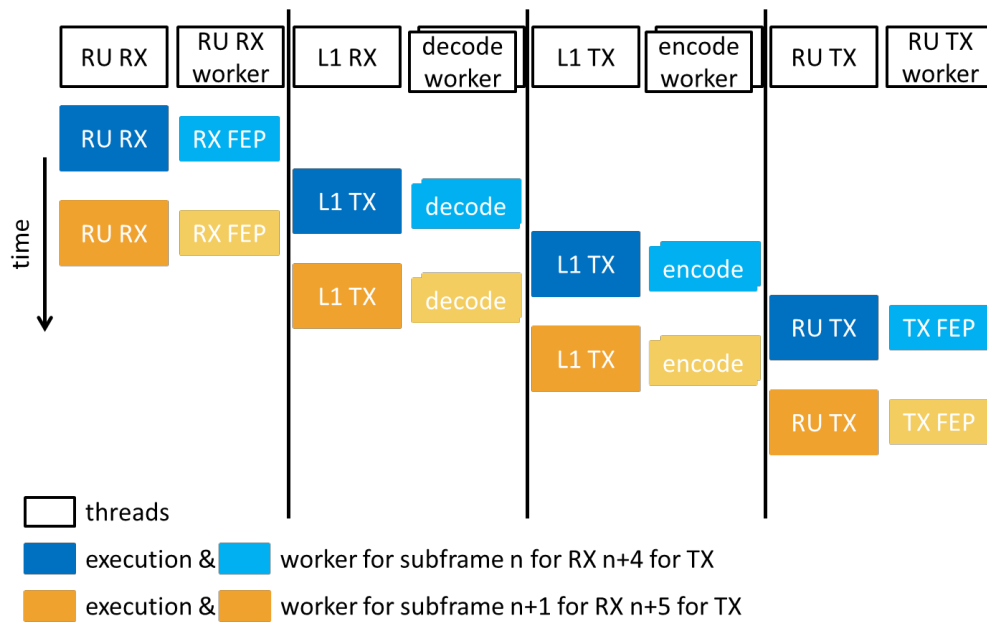 RU RX
RU RX
worker
L1 RX
decode
worker
L1 TX
encode
worker
RU TX
RU TX
worker
RU RX
RX FEP
L1 TX
decode
RU RX
RX FEP
L1 TX
encode
L1 TX
decode
RU TX
TX FEP
L1 TX
encode
RU TX
TX FEP
time
threads
execution & worker for subframe n for RX n+4 for TX
execution & worker for subframe n+1 for RX n+5 for TX